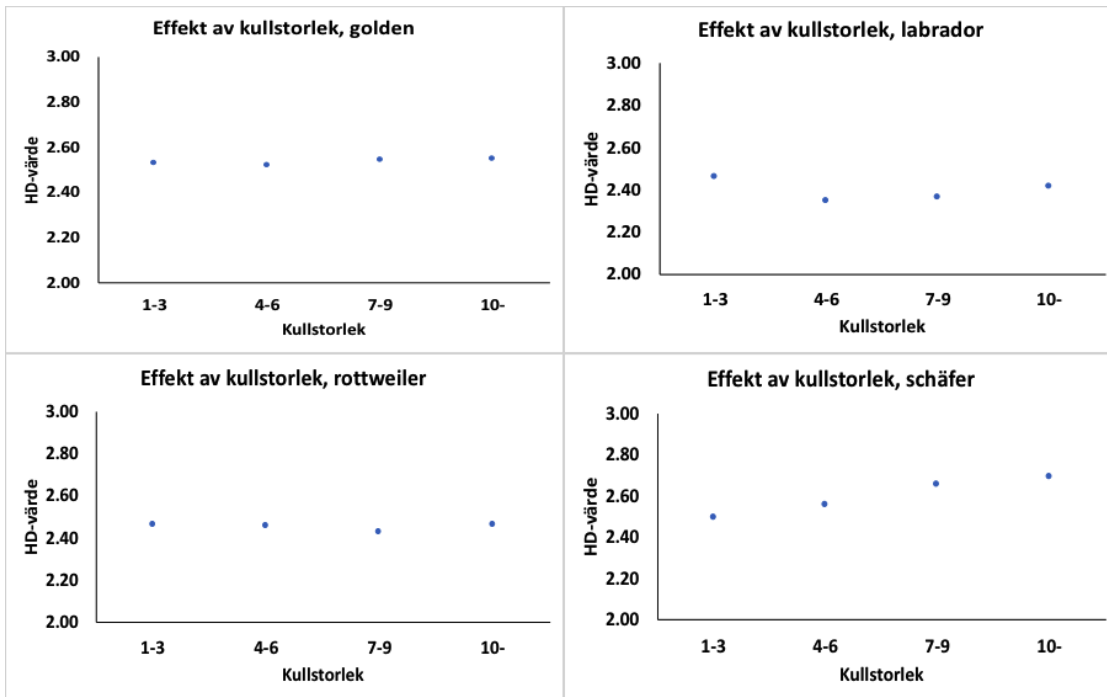 Effekt av kullstorlek, golden
3.00
2.80
2.60
2.40
2.20
2.00
HD-värde
1-3 4-6 7-9 10-
Kullstorlek
Effekt av kullstorlek, labrador
3.00
2.80
2.60
2.40
2.20
2.00
HD-värde
1-3 4-6 7-9 10-
Kullstorlek
Effekt av kullstorlek, rottweiler
3.00
2.80
2.60
2.40
2.20
2.00
HD-värde
1-3 4-6 7-9 10-
Kullstorlek
Effekt av kullstorlek, schäfer
3.00
2.80
2.60
2.40
2.20
2.00
HD-värde
1-3 4-6 7-9 10-
Kullstorlek